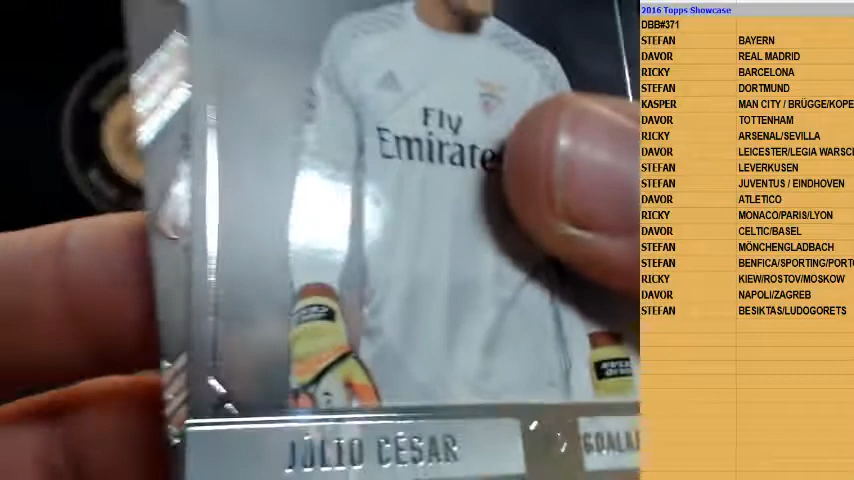 Fly
Emirate
JÚLIO CÉSAR
GOALK
2016 Topps Showcase
DBB#371
STEFAN BAYERN
DAVOR REAL MADRID
RICKY BARCELONA
STEFAN DORTMUND
KASPER MAN CITY / BRÜGGE/KOPE
DAVOR TOTTENHAM
RICKY ARSENAL/SEVILLA
DAVOR LEICESTER/LEGIA WARSCH
STEFAN LEVERKUSEN
STEFAN JUVENTUS / EINDHOVEN
DAVOR ATLETICO
RICKY MONACO/PARIS/LYON
DAVOR CELTIC/BASEL
STEFAN MÖNCHENGLADBACH
STEFAN BENFICA/SPORTING/PORTO
RICKY KIEW/ROSTOV/MOSKOW
DAVOR NAPOLI/ZAGREB
STEFAN BESIKTAS/LUDOGORETS